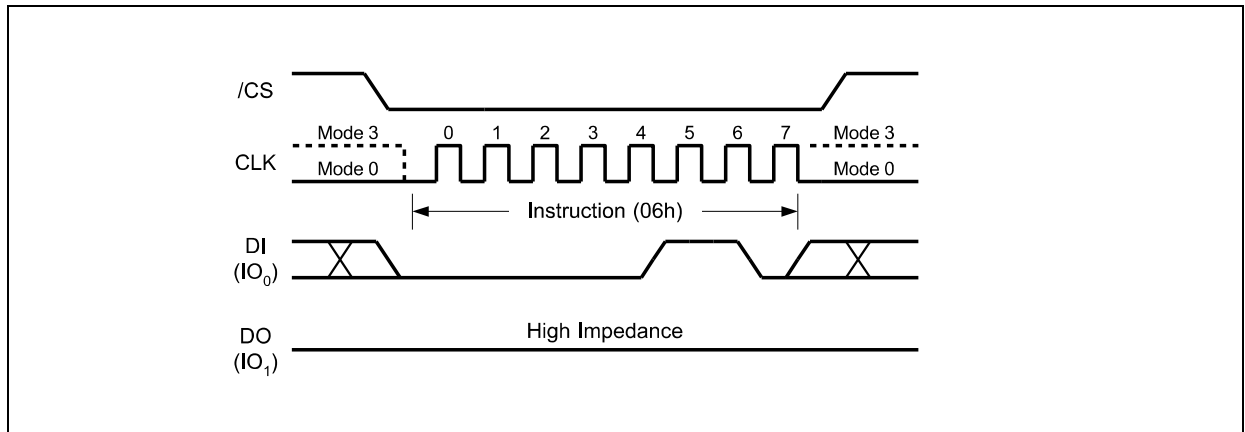 /CS
Mode 3 0 1 2 3 4 5 6 7 Mode 3
CLK
Mode 0 Mode 0
Instruction (06h)
DI
(IO₀)
High Impedance
DO
(IO₁)